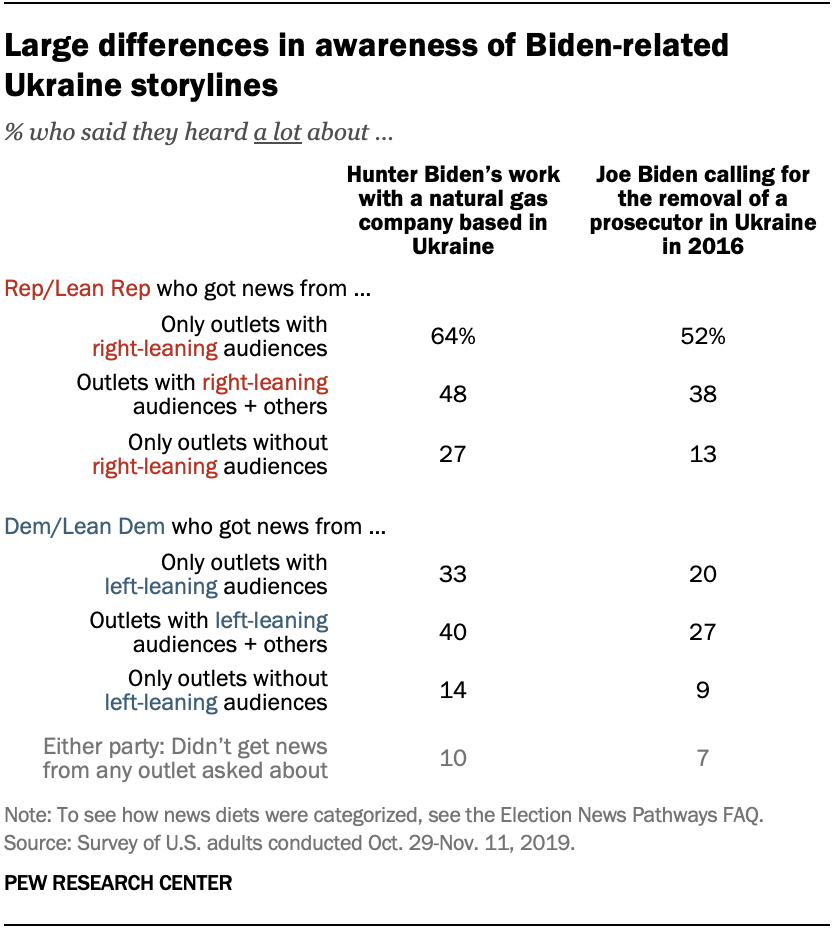 Large differences in awareness of Biden-related
Ukraine storylines
% who said they heard a lot about ...
Hunter Biden's work
with a natural gas
company based in
Ukraine
Joe Biden calling for
the removal of a
prosecutor in Ukraine
in 2016
Rep/Lean Rep who got news from ...
Only outlets with
right-leaning audiences
64%
52%
Outlets with right-leaning
audiences + others
48
38
Only outlets without
right-leaning audiences
27
13
Dem/Lean Dem who got news from ...
Only outlets with
left-leaning audiences
33
20
Outlets with left-leaning
audiences + others
40
27
Only outlets without
left-leaning audiences
14
9
Either party: Didn't get news
from any outlet asked about
10
7
Note: To see how news diets were categorized, see the Election News Pathways FAQ.
Source: Survey of U.S. adults conducted Oct. 29-Nov. 11, 2019.
PEW RESEARCH CENTER